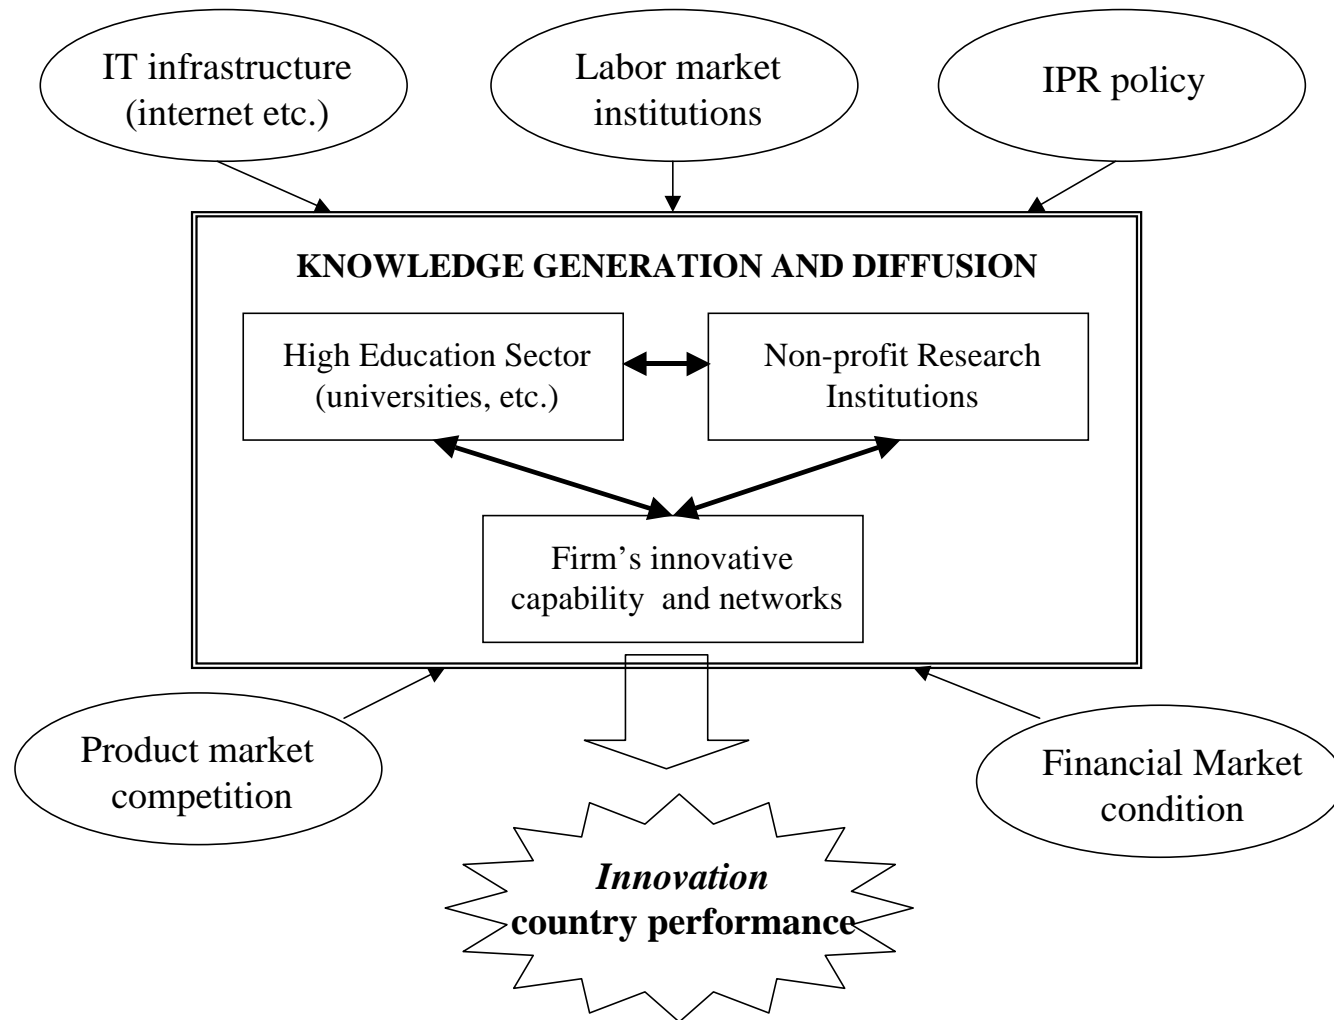 IT infrastructure
(internet etc.)
Labor market
institutions
IPR policy
KNOWLEDGE GENERATION AND DIFFUSION
High Education Sector
(universities, etc.)
Non-profit Research
Institutions
Firm’s innovative
capability  and networks
Product market
competition
Financial Market
condition
Innovation
country performance